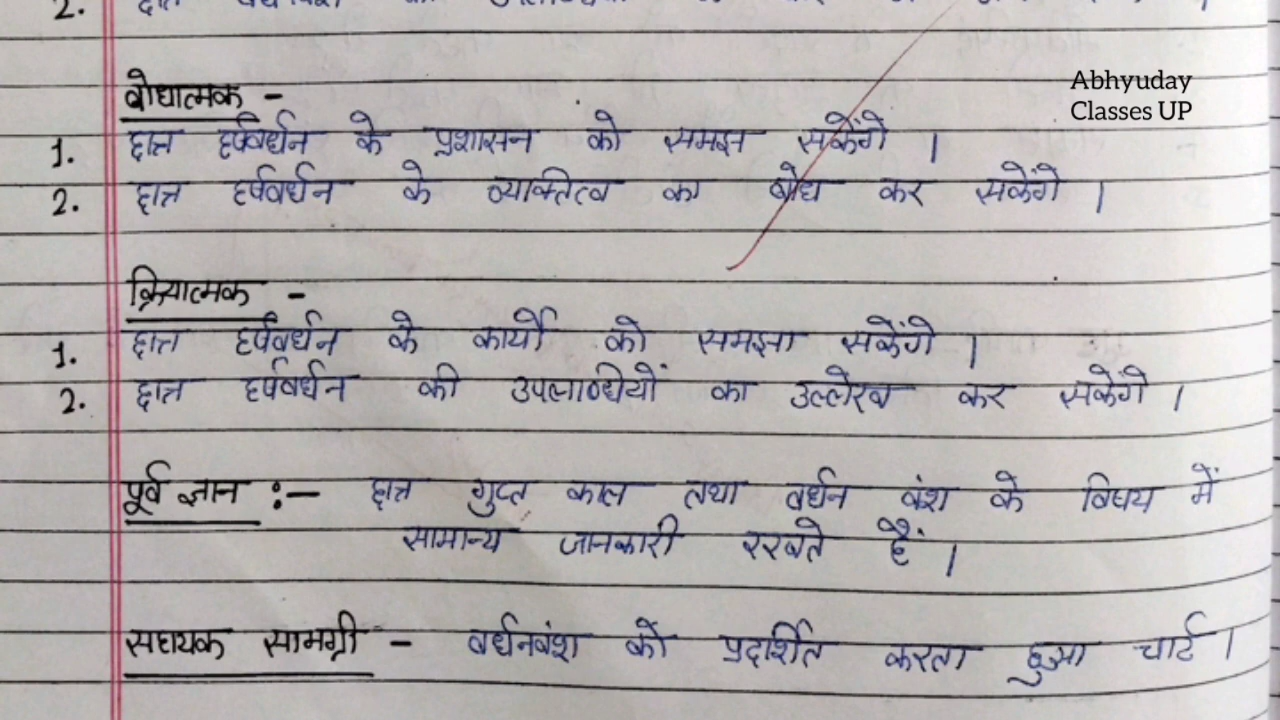 2.
Abhyuday
Classes UP
बोधात्मक -
1. छात्र हर्षवर्धन के प्रशासन को समझ सकेंगे ।
2. छात्र हर्षवर्धन के व्यक्तित्व का बोध कर सकेंगे ।
क्रियात्मक -
1. छात्र हर्षवर्धन के कार्यो को समझा सकेंगे ।
2. छात्र हर्षवर्धन की उपलब्धियों का उल्लेख कर सकेंगे ।
पूर्व ज्ञान :- छात्र गुप्त काल तथा वर्धन वंश के विषय में
सामान्य जानकारी रखते हैं ।
सहायक सामग्री - वर्धनवंश को प्रदर्शित करता हुआ चार्ट ।